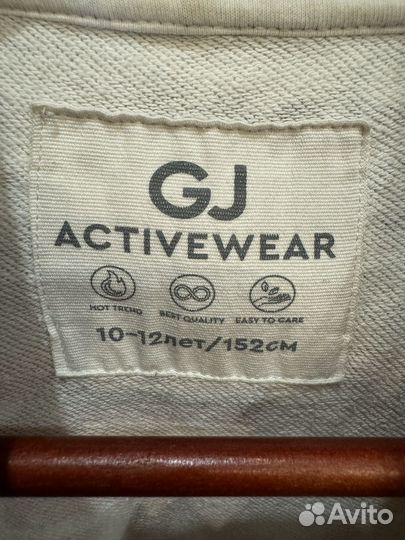 GJ
ACTIVEWEAR
HOT TREND BEST QUALITY EASY TO CARE
10-12лет/152см
Avito